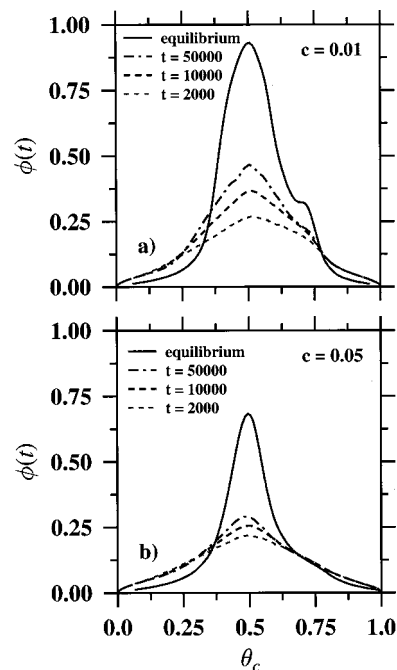 1.00
equilibrium
c = 0.01
t = 50000
0.75
t = 10000
t = 2000
ϕ(t)
0.50
0.25
a)
0.00
1.00
equilibrium
c = 0.05
t = 50000
0.75
t = 10000
t = 2000
ϕ(t)
0.50
0.25
b)
0.00
0.0 0.25 0.50 0.75 1.0
θc